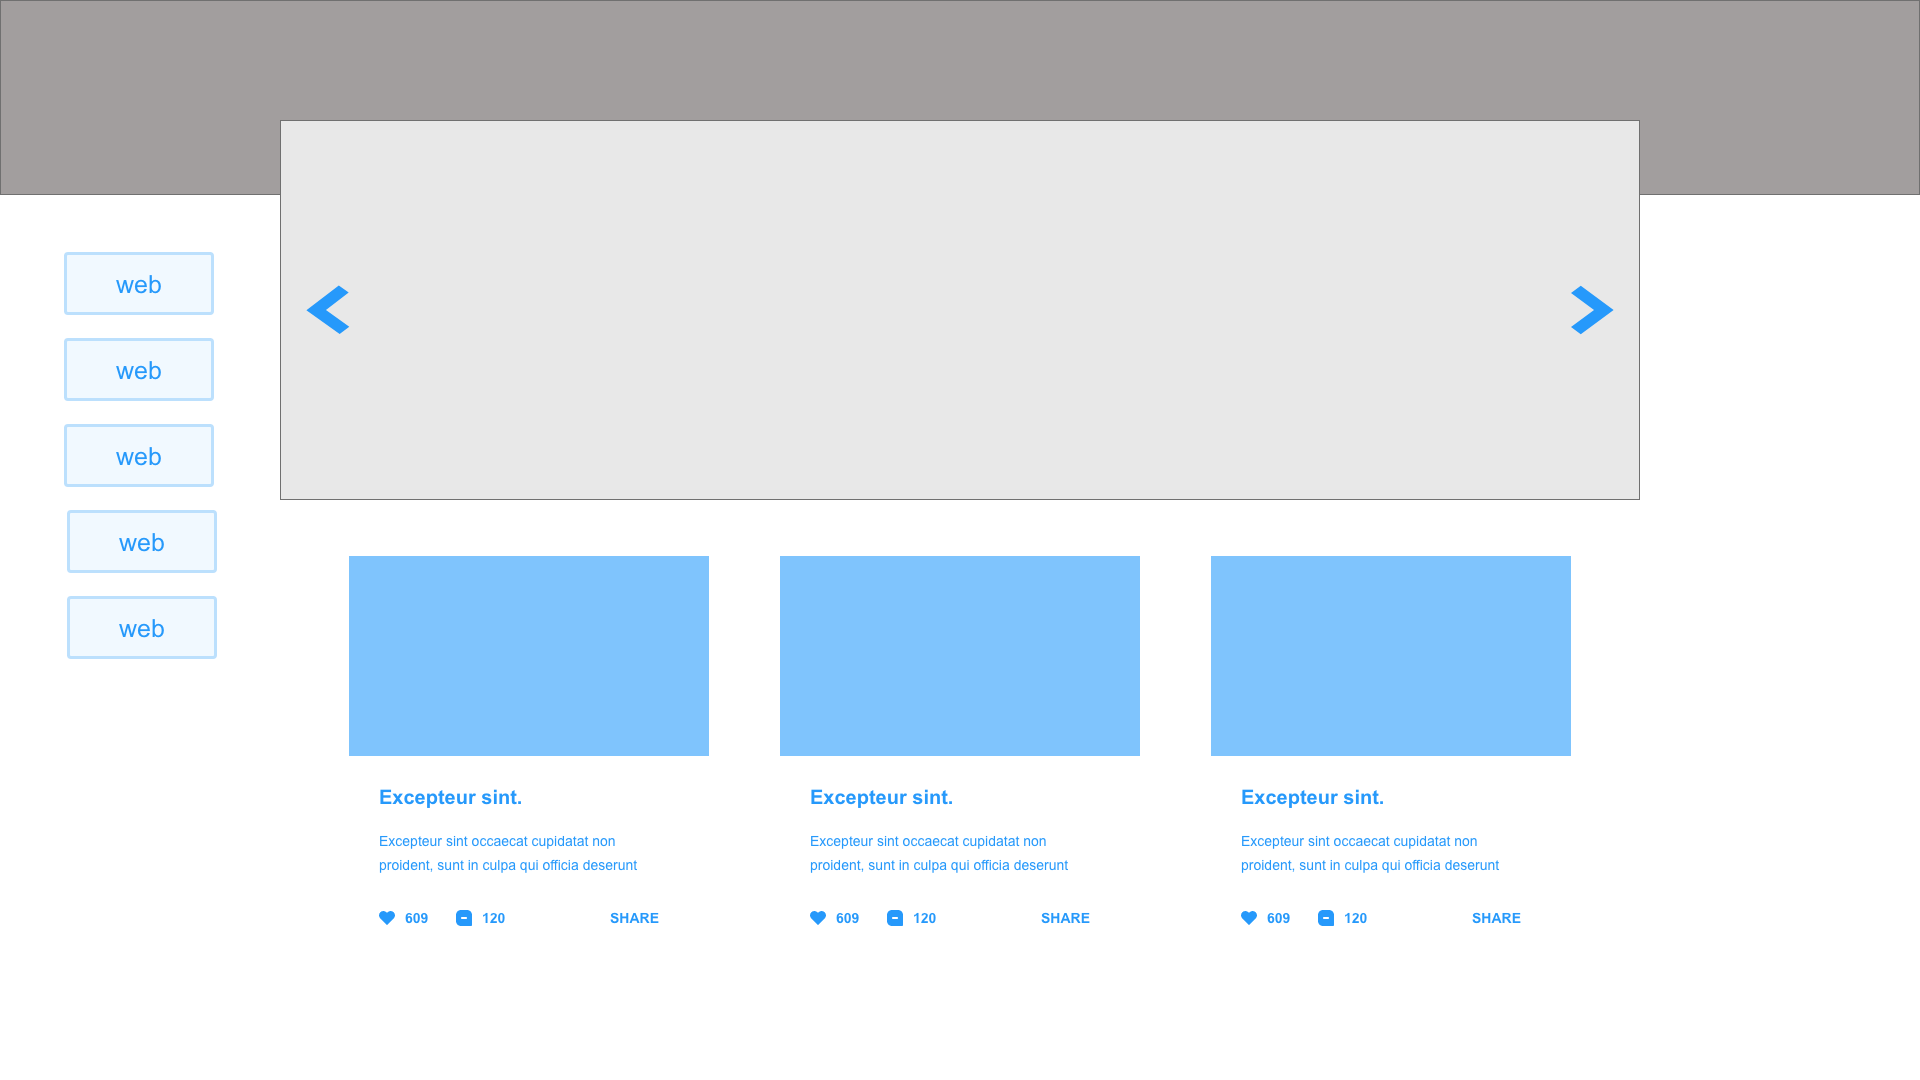 web
web
web
web
web
Excepteur sint.
Excepteur sint occaecat cupidatat non
proident, sunt in culpa qui officia deserunt
609 120 SHARE
Excepteur sint.
Excepteur sint occaecat cupidatat non
proident, sunt in culpa qui officia deserunt
609 120 SHARE
Excepteur sint.
Excepteur sint occaecat cupidatat non
proident, sunt in culpa qui officia deserunt
609 120 SHARE